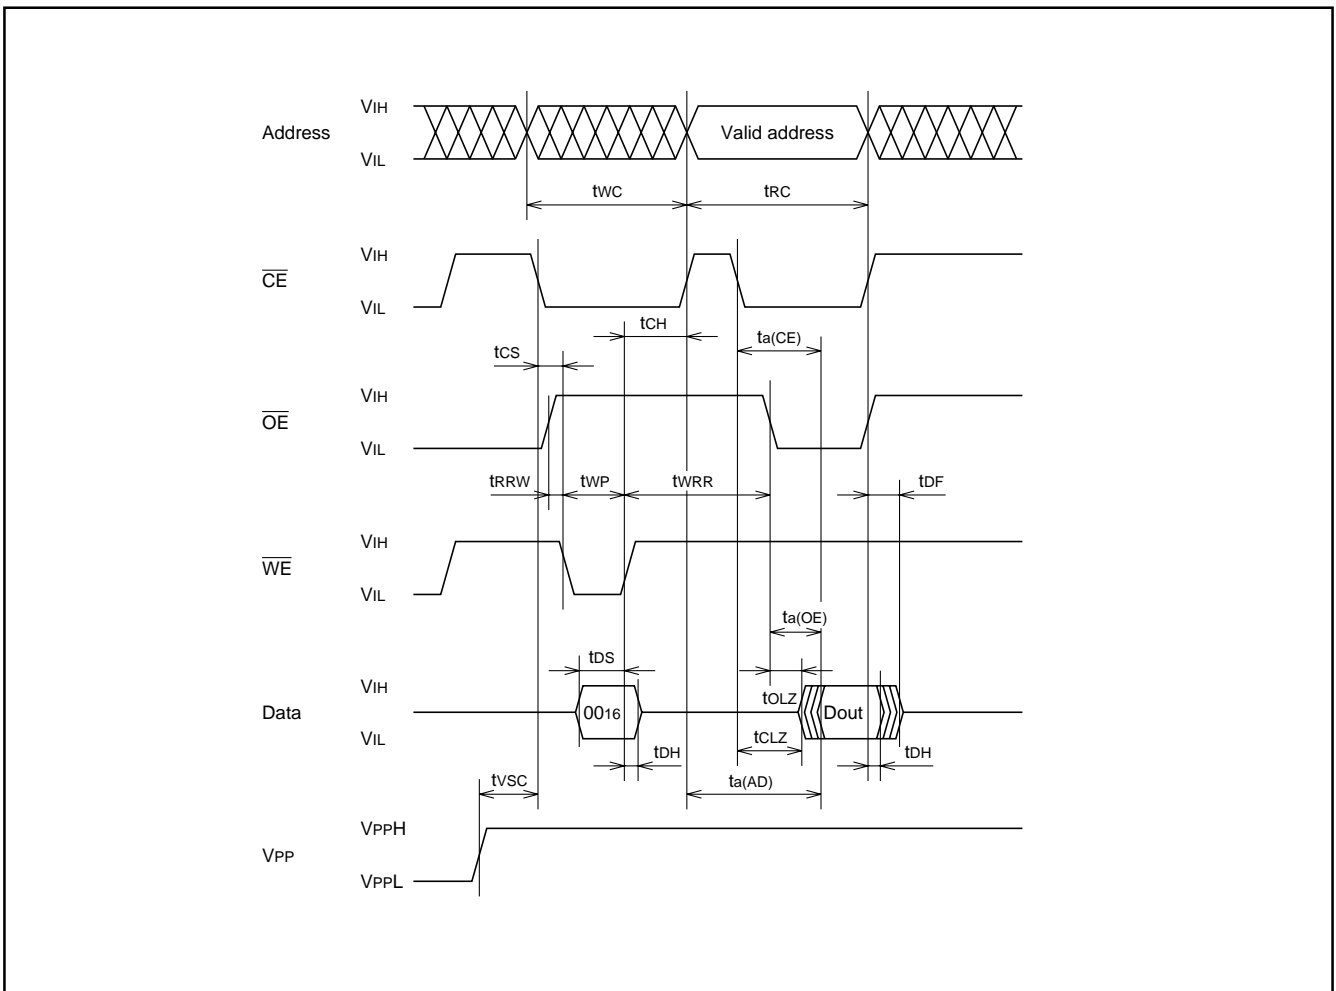 VIH
Address
Valid address
VIL
tWC
tRC
VIH
CE
VIL
tCH
ta(CE)
tCS
VIH
OE
VIL
tRRW
tWP
tWRR
tDF
VIH
WE
VIL
ta(OE)
tDS
VIH
tOLZ
Data
0016
Dout
VIL
tCLZ
tDH
tDH
tVSC
ta(AD)
VPPH
VPP
VPPL